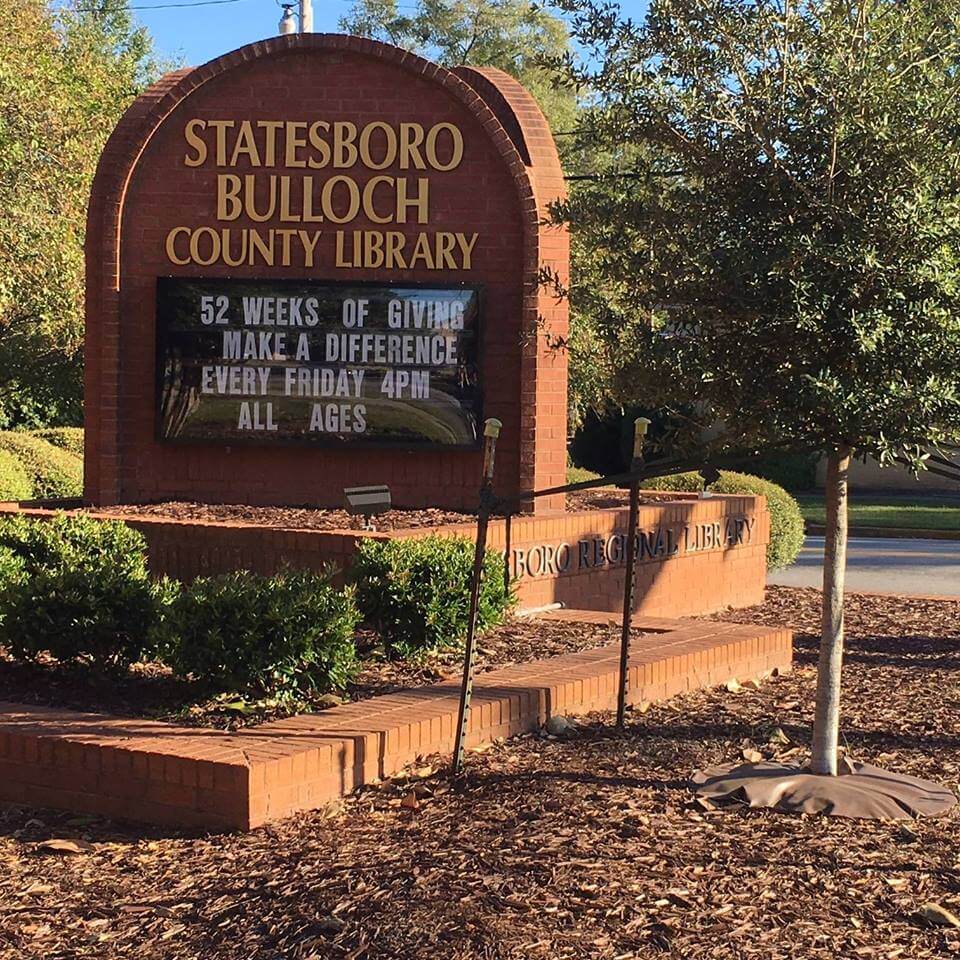 STATESBORO
BULLOCH
COUNTY LIBRARY
52 WEEKS OF GIVING
MAKE A DIFFERENCE
EVERY FRIDAY 4PM
ALL AGES
BORO REGIONAL LIBRARY